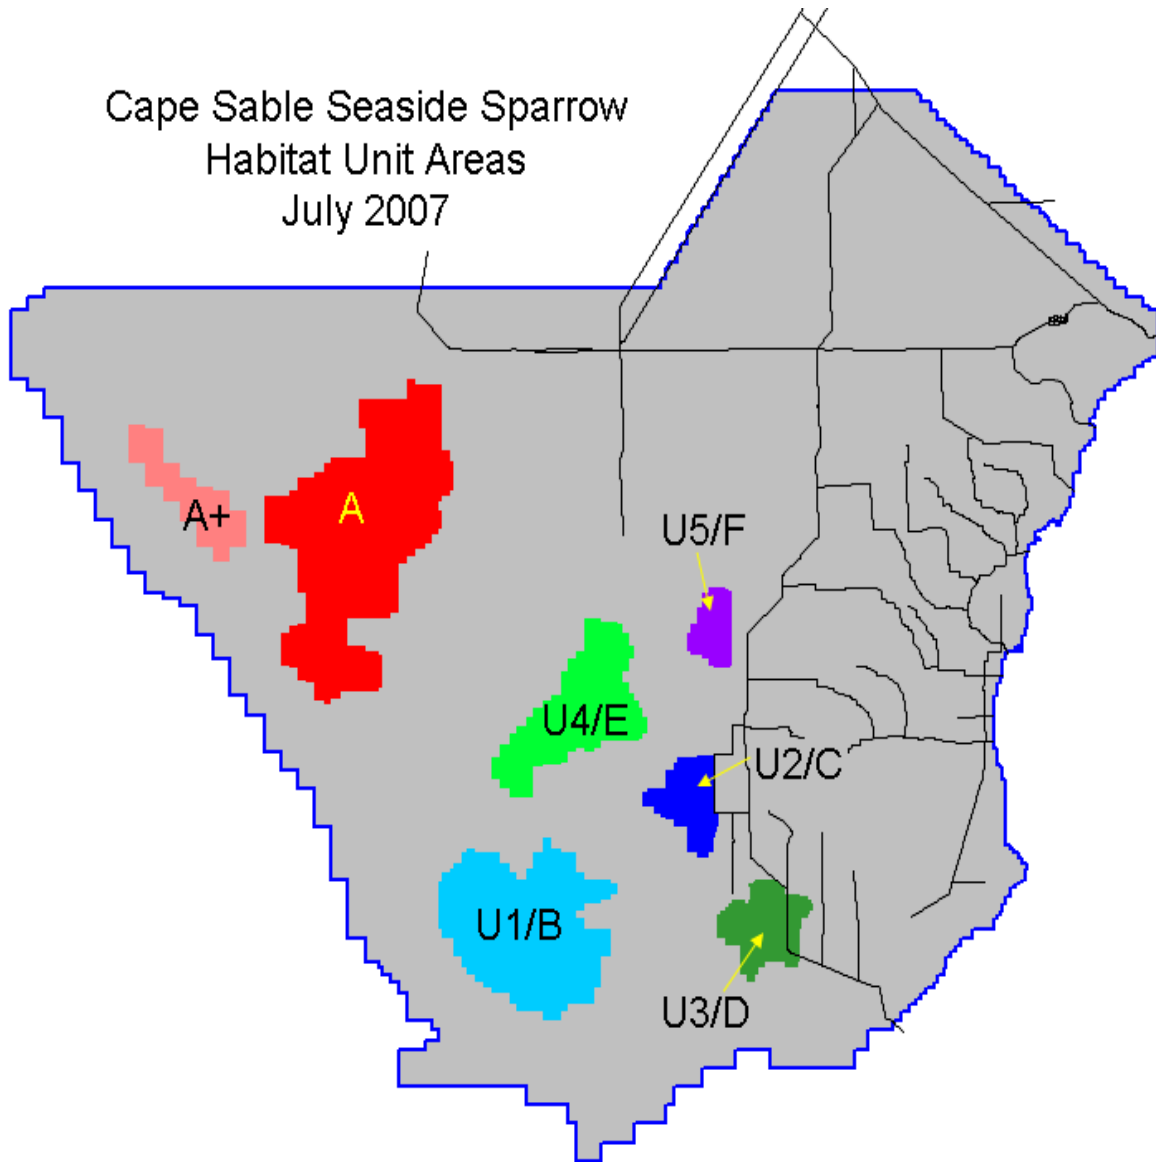 Cape Sable Seaside Sparrow
Habitat Unit Areas
July 2007
A+
A
U5/F
U4/E
U2/C
U1/B
U3/D